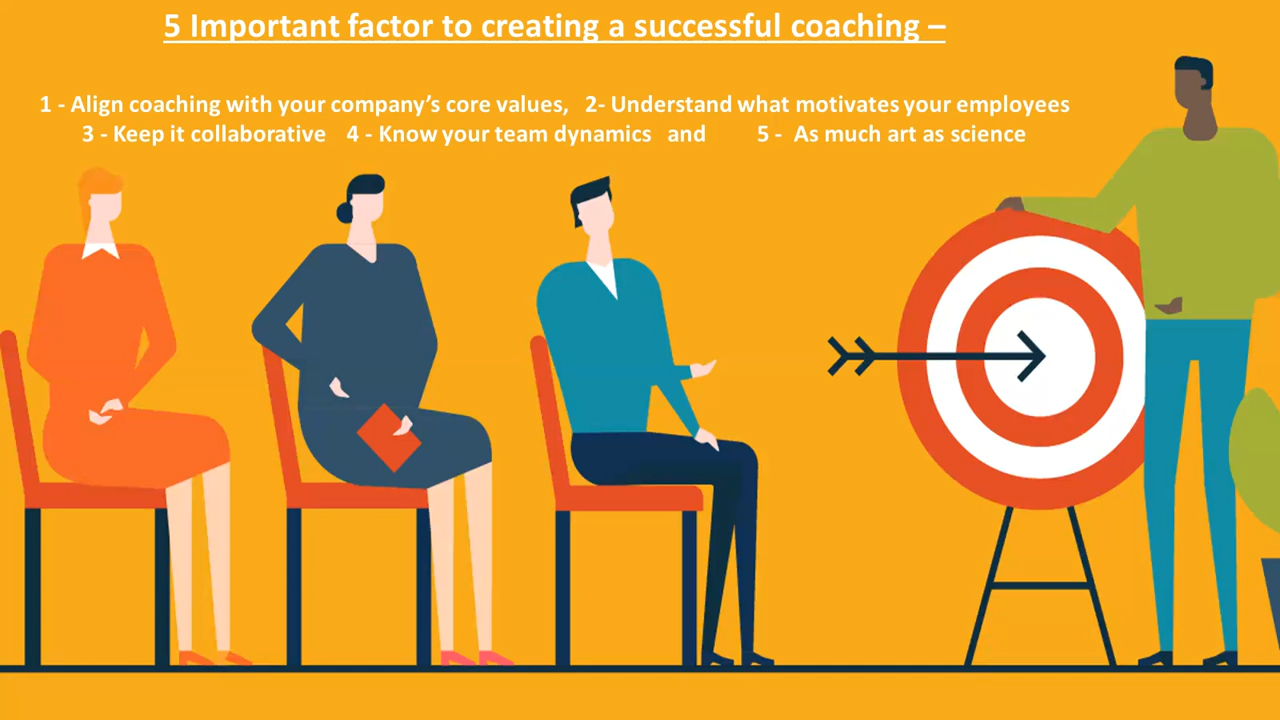 5 Important factor to creating a successful coaching –
1 - Align coaching with your company’s core values, 2- Understand what motivates your employees
3 - Keep it collaborative 4 - Know your team dynamics and 5 - As much art as science